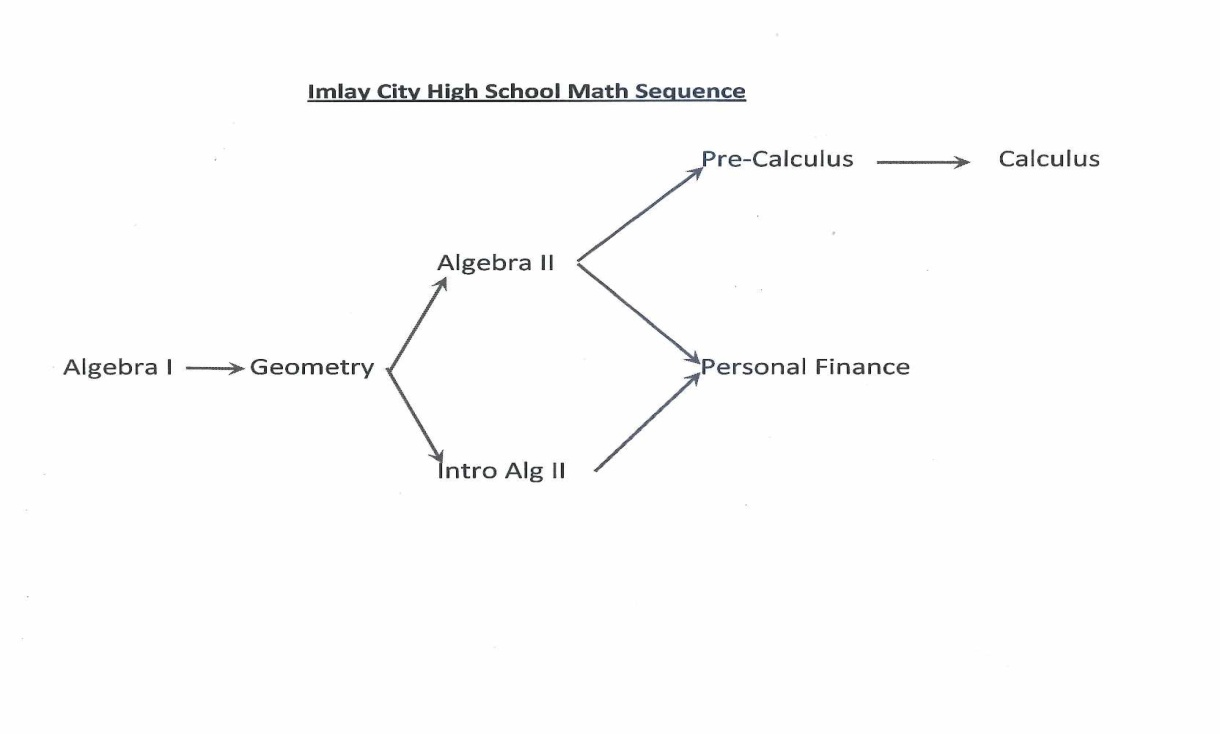 Imlay City High School Math Sequence
Pre-Calculus
Calculus
Algebra II
Algebra I
Geometry
Personal Finance
Intro Alg II